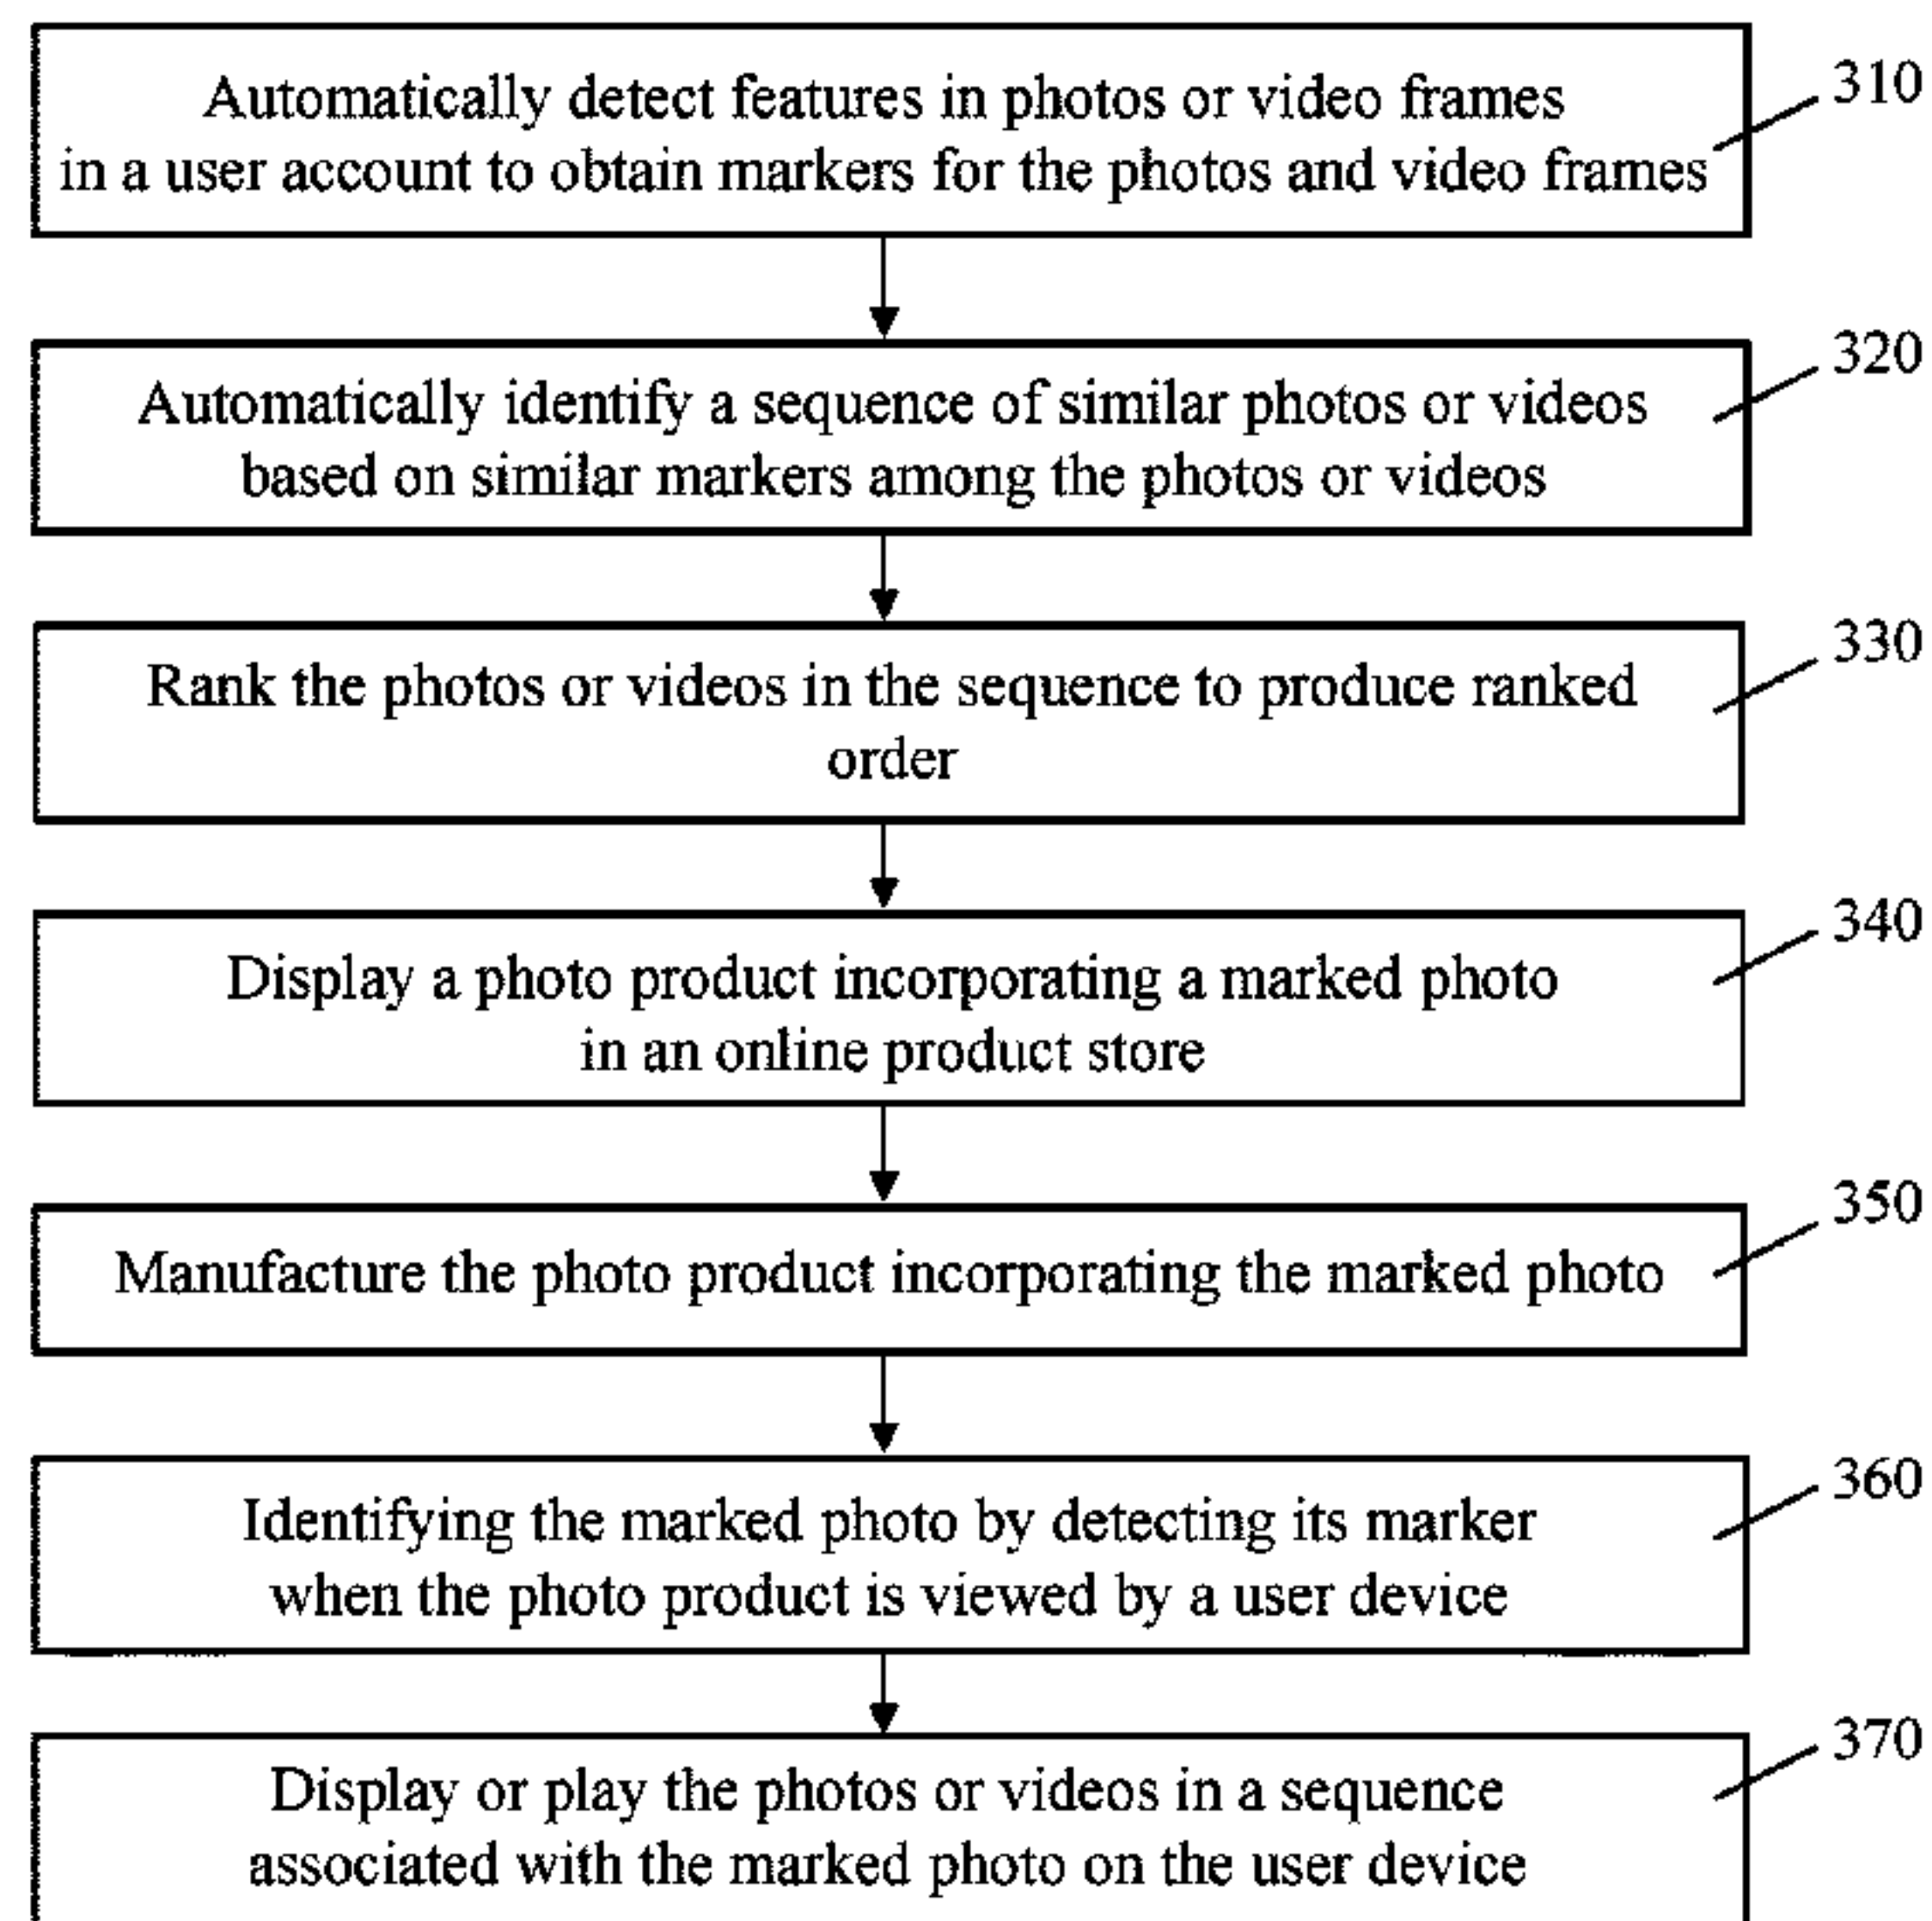 Automatically detect features in photos or video frames
in a user account to obtain markers for the photos and video frames
310
Automatically identify a sequence of similar photos or videos
based on similar markers among the photos or videos
320
Rank the photos or videos in the sequence to produce ranked
order
330
Display a photo product incorporating a marked photo
in an online product store
340
Manufacture the photo product incorporating the marked photo
350
Identifying the marked photo by detecting its marker
when the photo product is viewed by a user device
360
Display or play the photos or videos in a sequence
associated with the marked photo on the user device
370